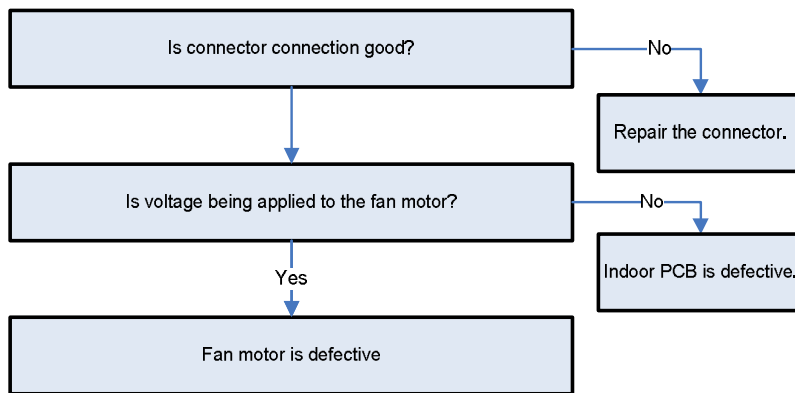 Is connector connection good?
No
Repair the connector.
Is voltage being applied to the fan motor?
No
Indoor PCB is defective.
Yes
Fan motor is defective